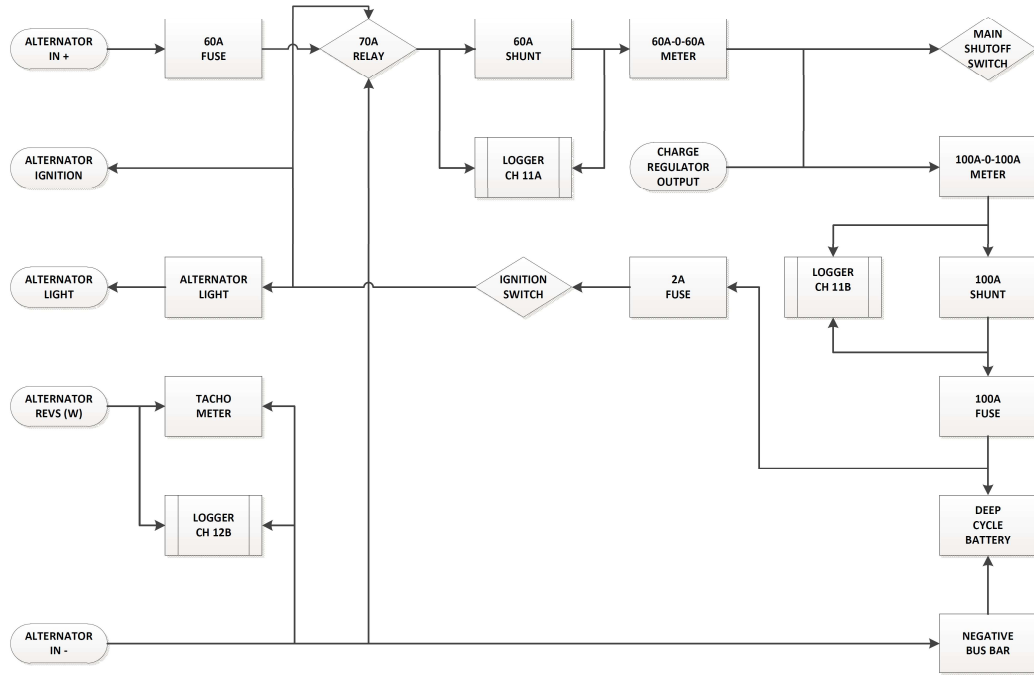 ALTERNATOR
IN +
60A
FUSE
70A
RELAY
60A
SHUNT
60A-0-60A
METER
MAIN
SHUTOFF
SWITCH
ALTERNATOR
IGNITION
LOGGER
CH 11A
CHARGE
REGULATOR
OUTPUT
100A-0-100A
METER
ALTERNATOR
LIGHT
ALTERNATOR
LIGHT
IGNITION
SWITCH
2A
FUSE
LOGGER
CH 11B
100A
SHUNT
ALTERNATOR
REVS (W)
TACHO
METER
100A
FUSE
LOGGER
CH 12B
DEEP
CYCLE
BATTERY
ALTERNATOR
IN -
NEGATIVE
BUS BAR